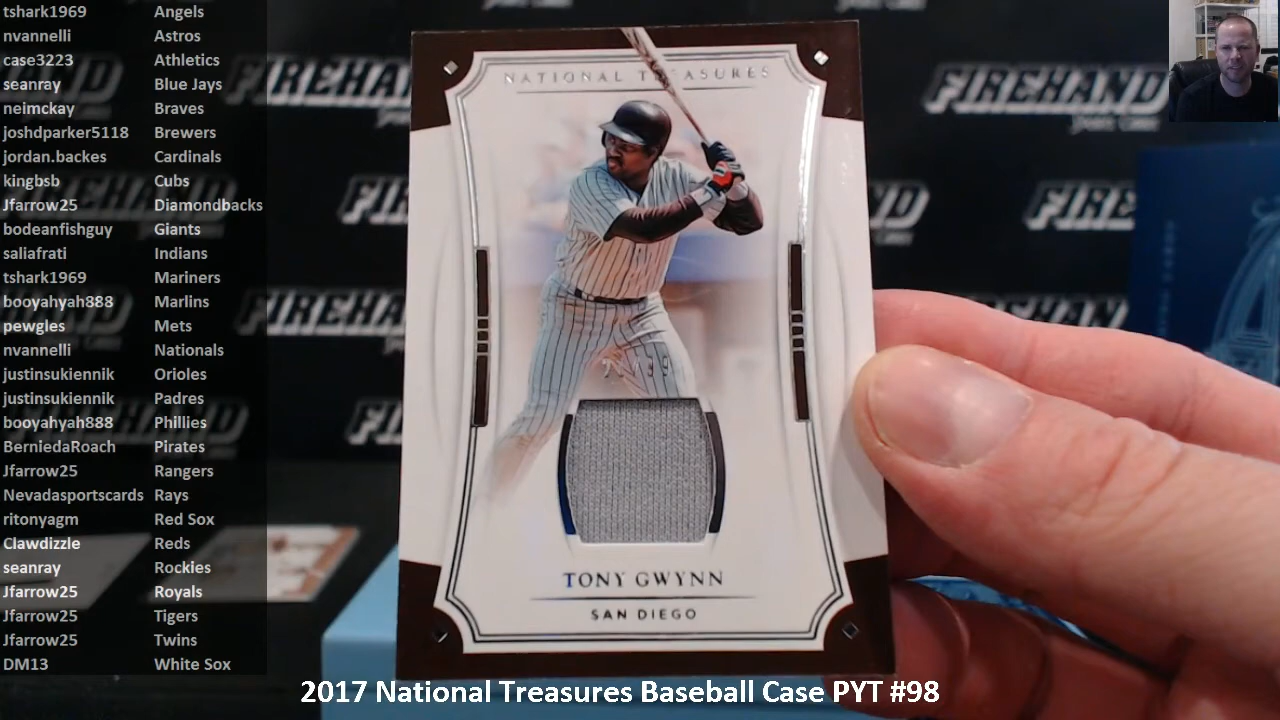 tshark1969 Angels
nvannelli Astros
case3223 Athletics
seanray Blue Jays
neimckay Braves
joshdparker5118 Brewers
jordan.backes Cardinals
kingbsb Cubs
Jfarrow25 Diamondbacks
bodeanfishguy Giants
saliafrati Indians
tshark1969 Mariners
booyahyah888 Marlins
pewgles Mets
nvannelli Nationals
justinsukiennik Orioles
justinsukiennik Padres
booyahyah888 Phillies
BerniedaRoach Pirates
Jfarrow25 Rangers
Nevadasportscards Rays
ritonyagm Red Sox
Clawdizzle Reds
seanray Rockies
Jfarrow25 Royals
Jfarrow25 Tigers
Jfarrow25 Twins
DM13 White Sox
FIREHAND
FIREHAND
NATIONAL TREASURES
TONY GWYNN
SAN DIEGO
2017 National Treasures Baseball Case PYT #98